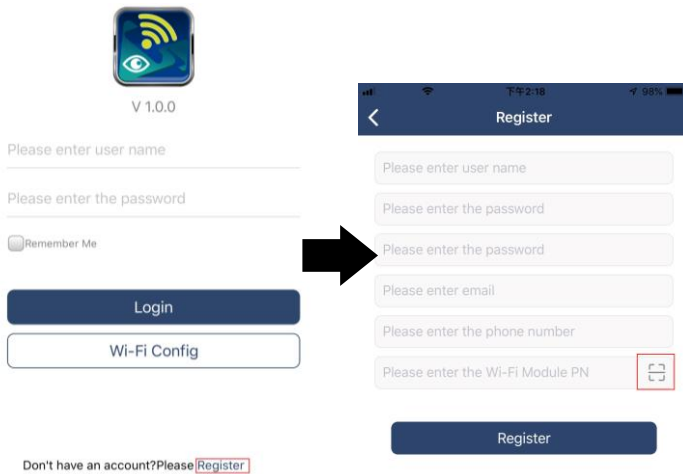 V 1.0.0
Please enter user name
Please enter the password
Remember Me
Login
Wi-Fi Config
Don't have an account?Please Register
下午2:18
98%
Register
Please enter user name
Please enter the password
Please enter the password
Please enter email
Please enter the phone number
Please enter the Wi-Fi Module PN
Register